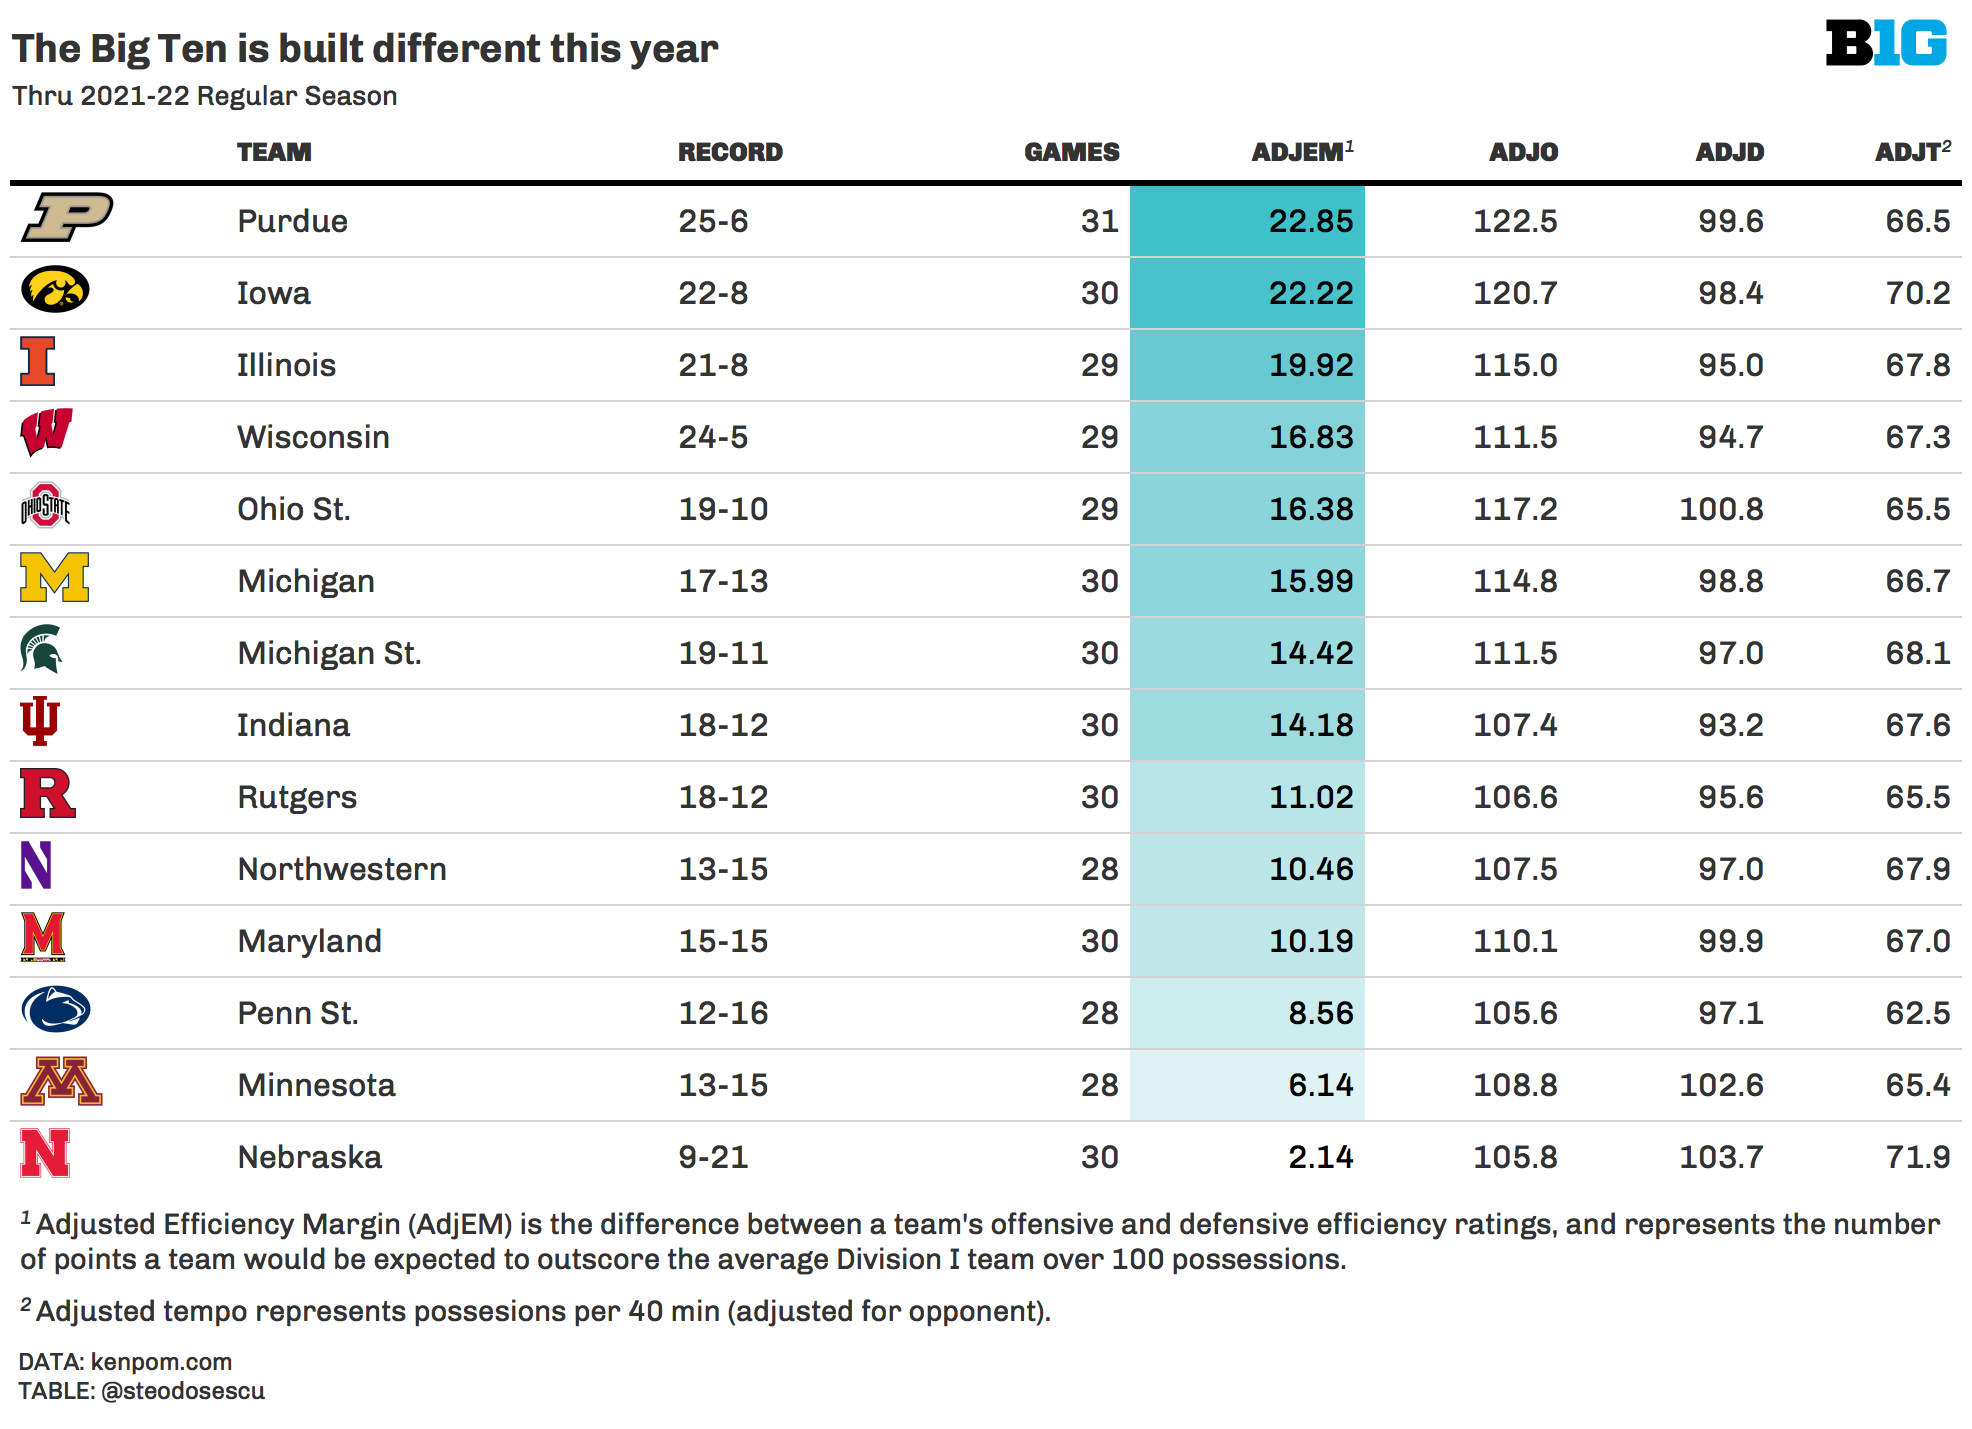 The Big Ten is built different this year
B1G
Thru 2021-22 Regular Season
TEAM RECORD GAMES ADJEM1 ADJO ADJD ADJT2
P Purdue 25-6 31 22.85 122.5 99.6 66.5
Iowa 22-8 30 22.22 120.7 98.4 70.2
I Illinois 21-8 29 19.92 115.0 95.0 67.8
W Wisconsin 24-5 29 16.83 111.5 94.7 67.3
OHIO STATE Ohio St. 19-10 29 16.38 117.2 100.8 65.5
M Michigan 17-13 30 15.99 114.8 98.8 66.7
Michigan St. 19-11 30 14.42 111.5 97.0 68.1
Indiana 18-12 30 14.18 107.4 93.2 67.6
R Rutgers 18-12 30 11.02 106.6 95.6 65.5
N Northwestern 13-15 28 10.46 107.5 97.0 67.9
M Maryland 15-15 30 10.19 110.1 99.9 67.0
Penn St. 12-16 28 8.56 105.6 97.1 62.5
M Minnesota 13-15 28 6.14 108.8 102.6 65.4
N Nebraska 9-21 30 2.14 105.8 103.7 71.9
1 Adjusted Efficiency Margin (AdjEM) is the difference between a team's offensive and defensive efficiency ratings, and represents the number
of points a team would be expected to outscore the average Division I team over 100 possessions.
2 Adjusted tempo represents possesions per 40 min (adjusted for opponent).
DATA: kenpom.com
TABLE: @steodosescu